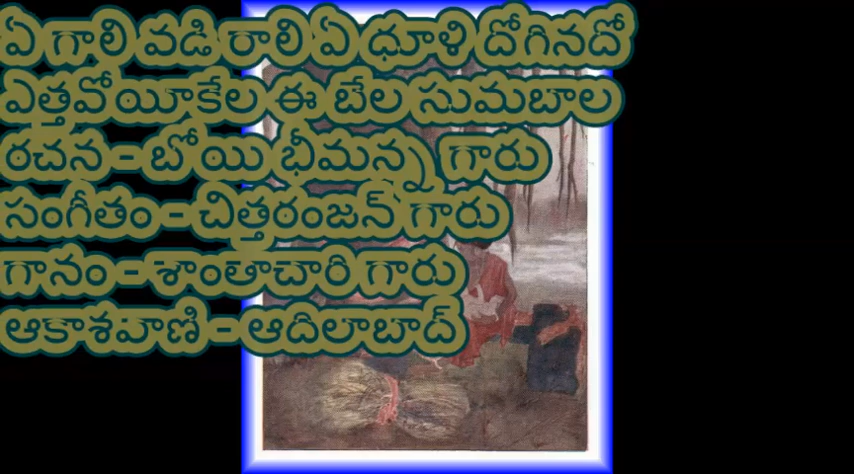 ఏ గాలి వడి రాలి ఏ ధూళి దోగినదో
ఎత్తవోయీకేల ఈ బేల సుమబాల
రచన - బోయి భీమన్న గారు
సంగీతం - చిత్తరంజన్ గారు
గానం - శాంతాచారి గారు
ఆకాశవాణి - ఆదిలాబాద్